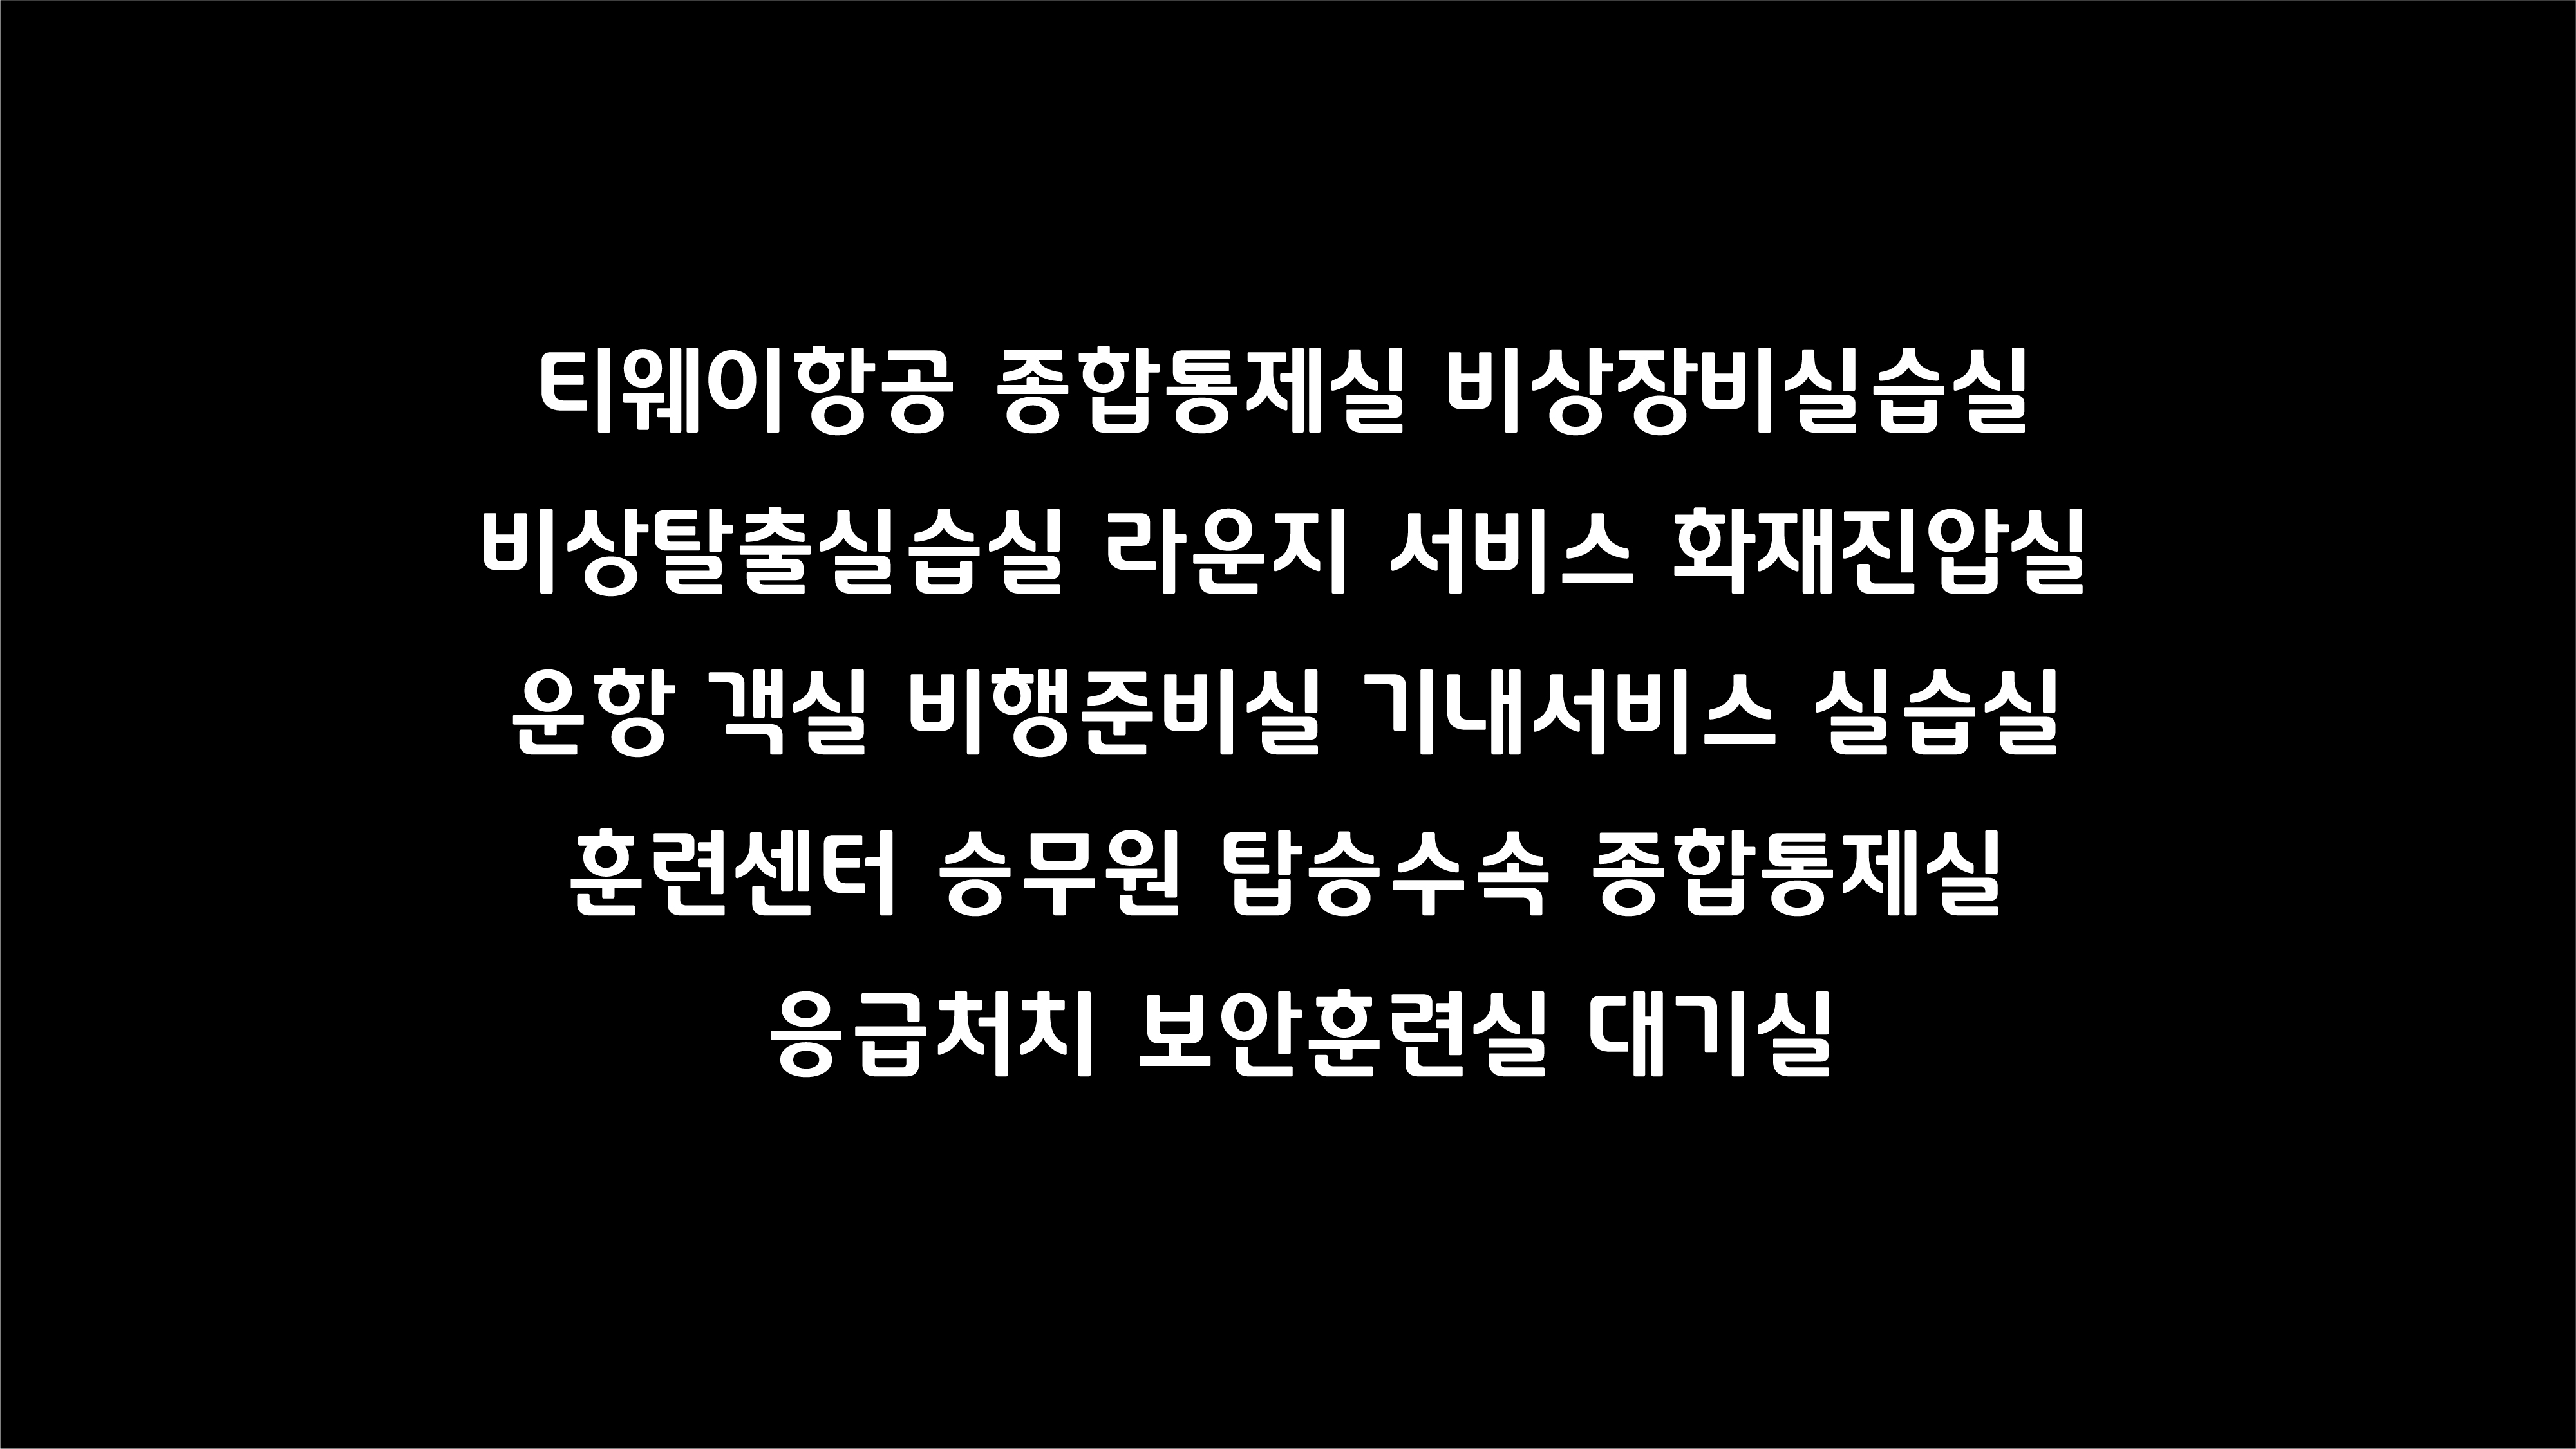 티웨이항공 종합통제실 비상장비실습실
비상탈출실습실 라운지 서비스 화재진압실
운항 객실 비행준비실 기내서비스 실습실
훈련센터 승무원 탑승수속 종합통제실
응급처치 보안훈련실 대기실